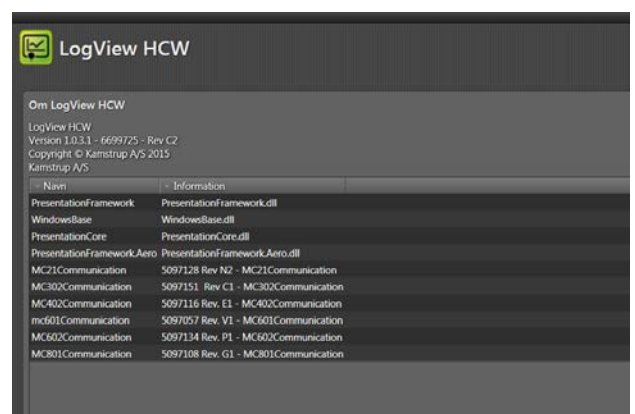 LogView HCW
Om LogView HCW
LogView HCW
Version 1.0.3.1 - 6699725 - Rev C2
Copyright © Kamstrup A/S 2015
Kamstrup A/S
Navn Information
PresentationFramework PresentationFramework.dll
WindowsBase WindowsBase.dll
PresentationCore PresentationCore.dll
PresentationFramework.Aero PresentationFramework.Aero.dll
MC21Communication 5097128 Rev N2 - MC21Communication
MC302Communication 5097151 Rev C1 - MC302Communication
MC402Communication 5097116 Rev. E1 - MC402Communication
mc601Communication 5097057 Rev. V1 - MC601Communication
MC602Communication 5097134 Rev. P1 - MC602Communication
MC801Communication 5097108 Rev. G1 - MC801Communication